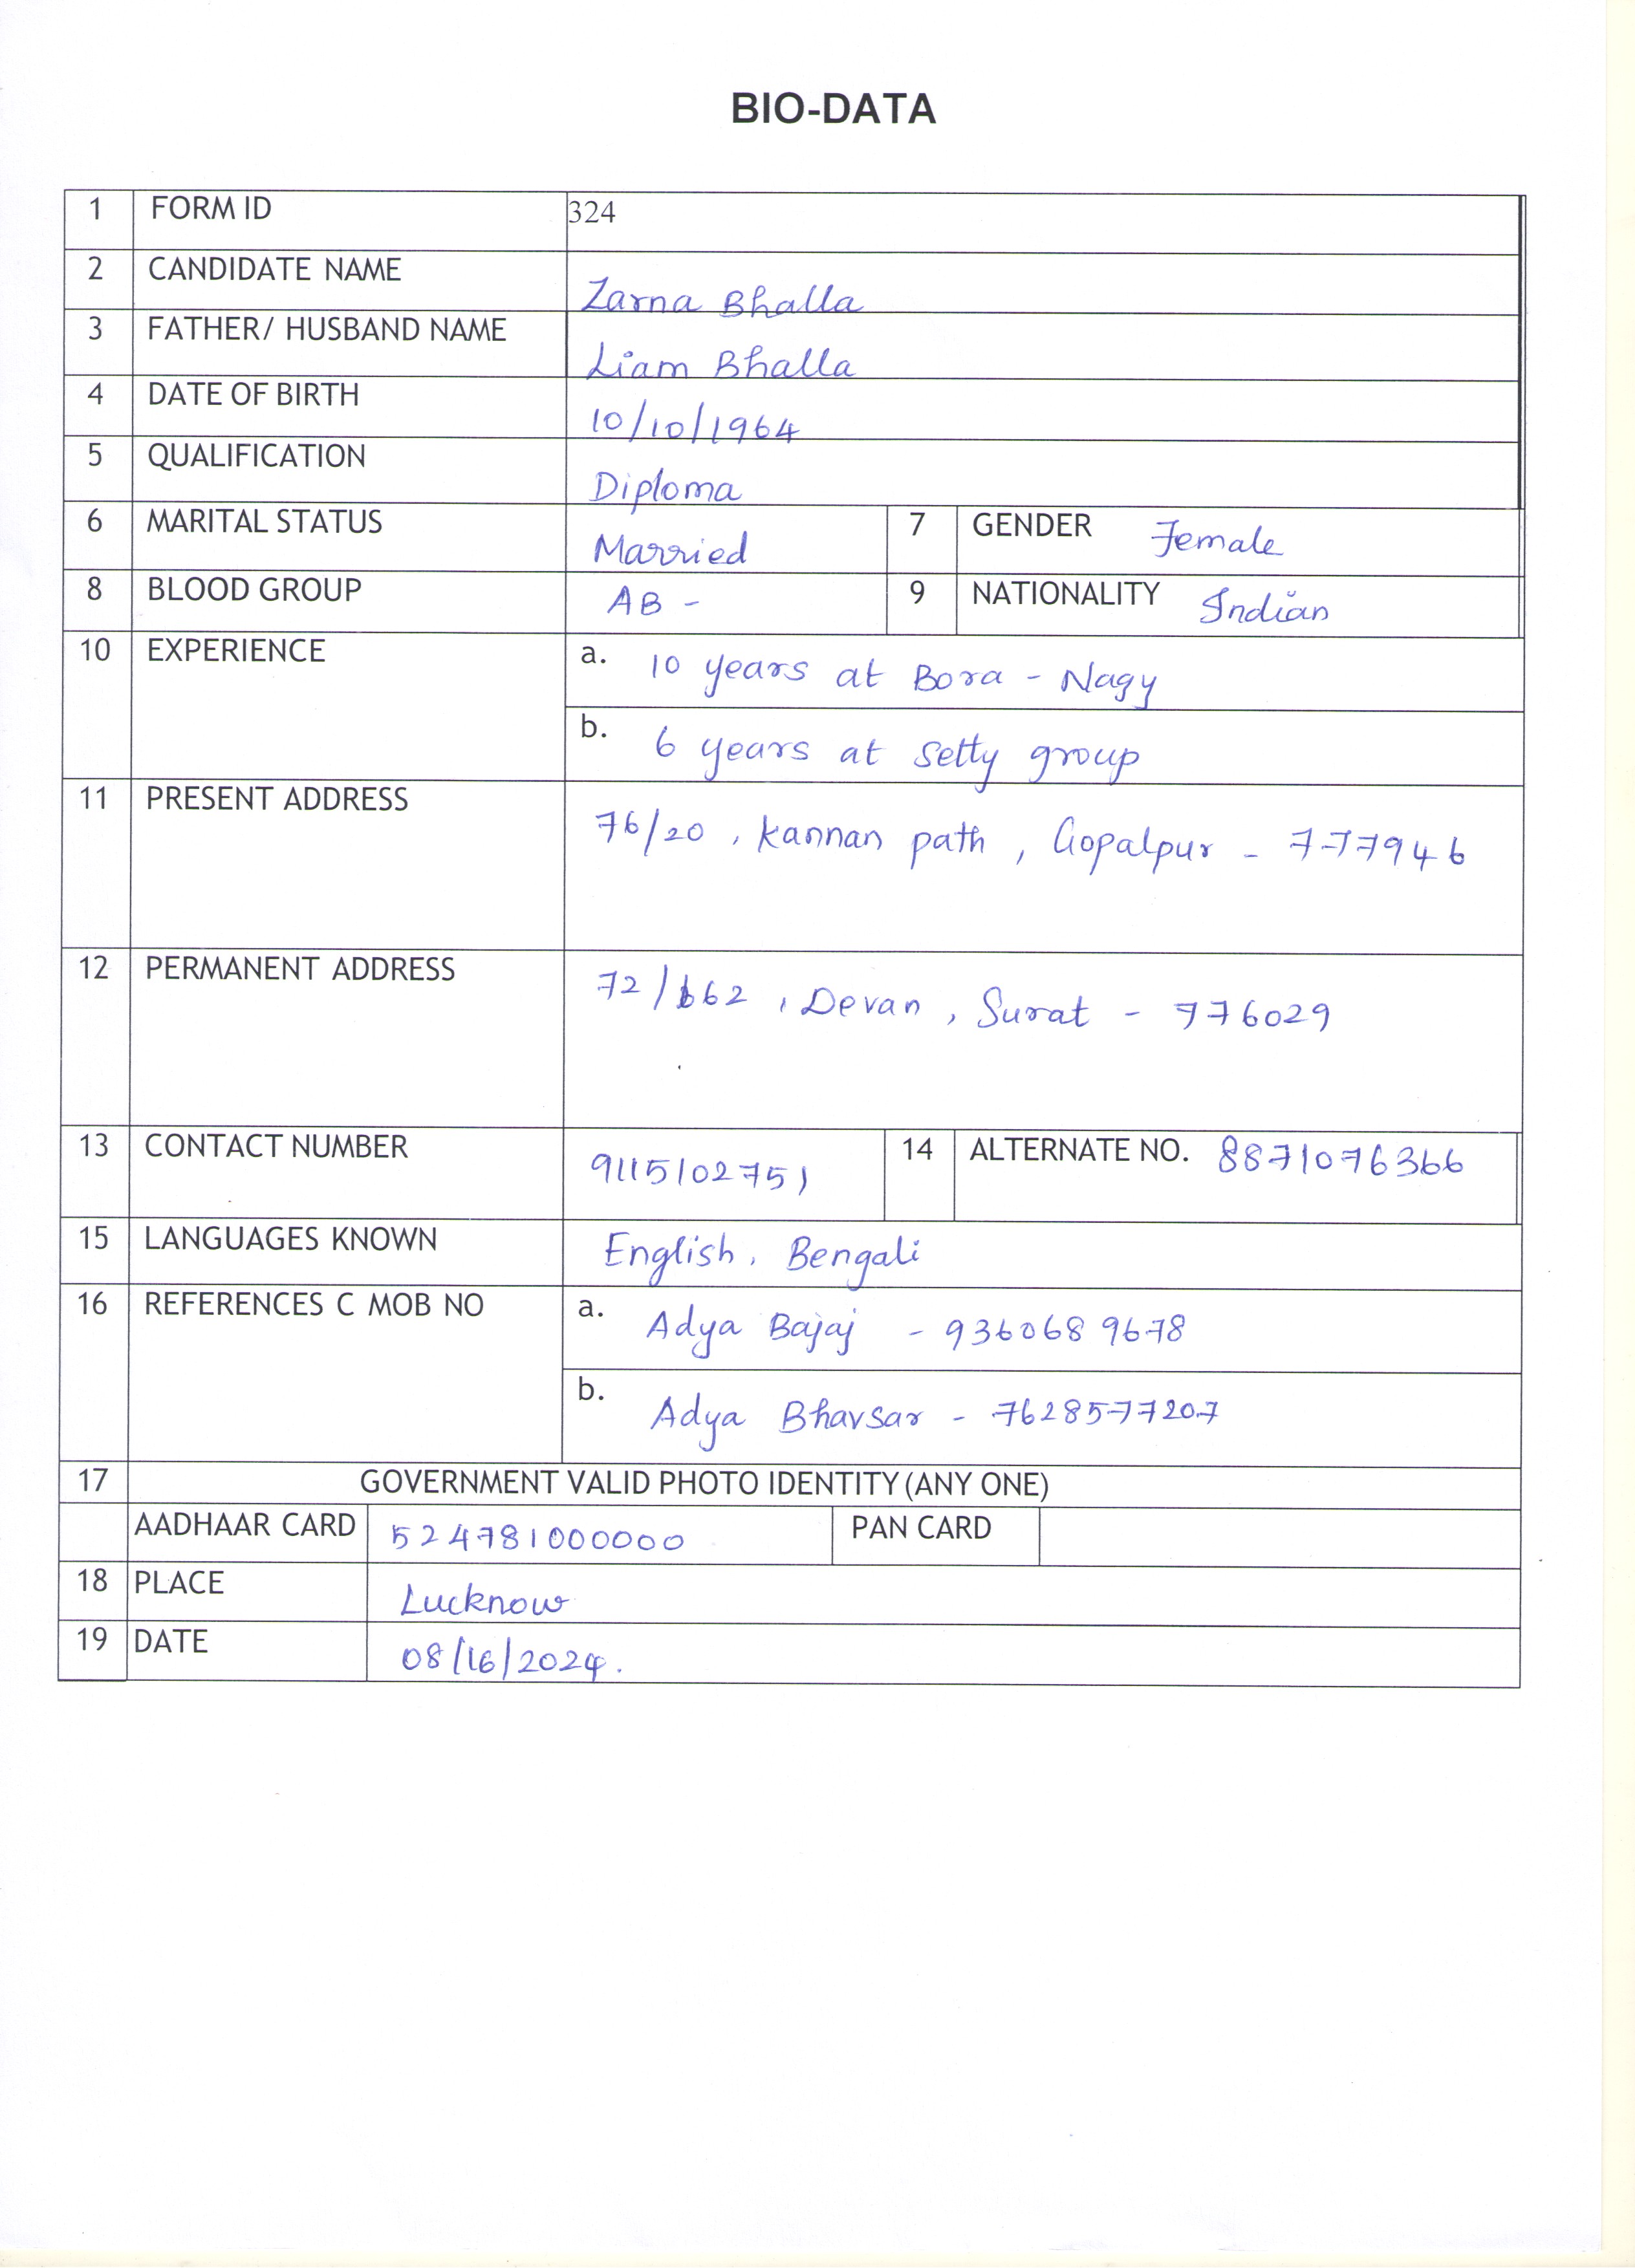 BIO-DATA
1 FORM ID 324
2 CANDIDATE NAME Zarna Bhalla
3 FATHER/ HUSBAND NAME Liam Bhalla
4 DATE OF BIRTH 10/10/1964
5 QUALIFICATION Diploma
6 MARITAL STATUS Married 7 GENDER Female
8 BLOOD GROUP AB - 9 NATIONALITY Indian
10 EXPERIENCE a. 10 years at Bora - Nagy
b. 6 years at Setty group
11 PRESENT ADDRESS 76/20, Kannan path, Gopalpur - 777946
12 PERMANENT ADDRESS 72/662, Devan, Surat - 776029
13 CONTACT NUMBER 9115102751 14 ALTERNATE NO. 8871076366
15 LANGUAGES KNOWN English, Bengali
16 REFERENCES C MOB NO a. Adya Bajaj - 9360689678
b. Adya Bhavsar - 7628577207
17 GOVERNMENT VALID PHOTO IDENTITY (ANY ONE)
AADHAAR CARD 524781000000 PAN CARD
18 PLACE Lucknow
19 DATE 08/16/2024.